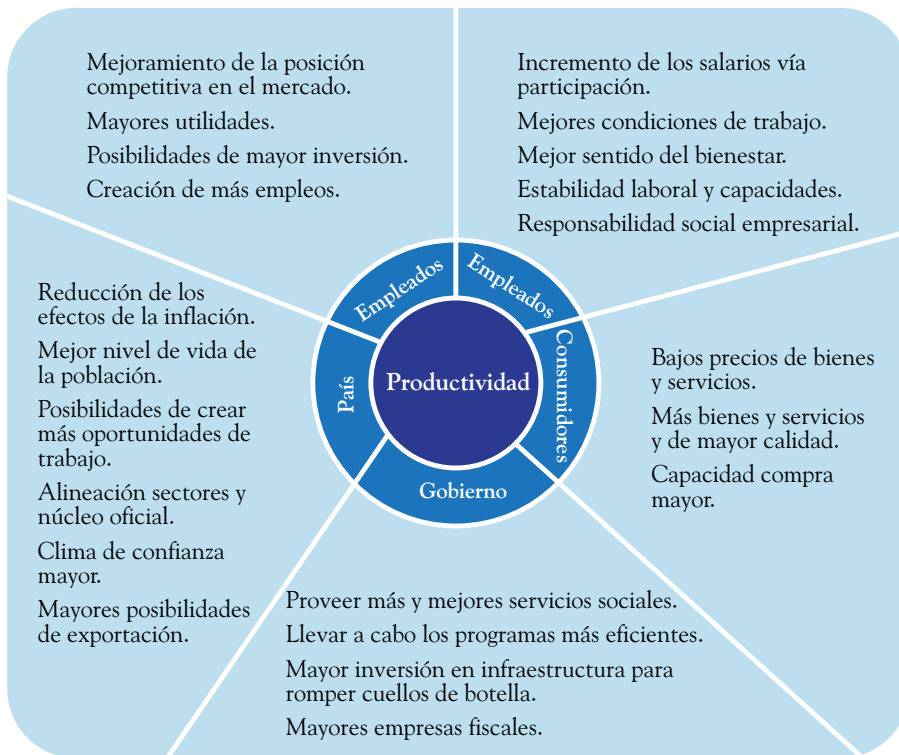 Mejoramiento de la posición
competitiva en el mercado.
Mayores utilidades.
Posibilidades de mayor inversión.
Creación de más empleos.
Incremento de los salarios vía
participación.
Mejores condiciones de trabajo.
Mejor sentido del bienestar.
Estabilidad laboral y capacidades.
Responsabilidad social empresarial.
Empleados
Empleados
Consumidores
Gobierno
País
Productividad
Reducción de los
efectos de la inflación.
Mejor nivel de vida de
la población.
Posibilidades de crear
más oportunidades de
trabajo.
Alineación sectores y
núcleo oficial.
Clima de confianza
mayor.
Mayores posibilidades
de exportación.
Bajos precios de bienes
y servicios.
Más bienes y servicios
y de mayor calidad.
Capacidad compra
mayor.
Proveer más y mejores servicios sociales.
Llevar a cabo los programas más eficientes.
Mayor inversión en infraestructura para
romper cuellos de botella.
Mayores empresas fiscales.